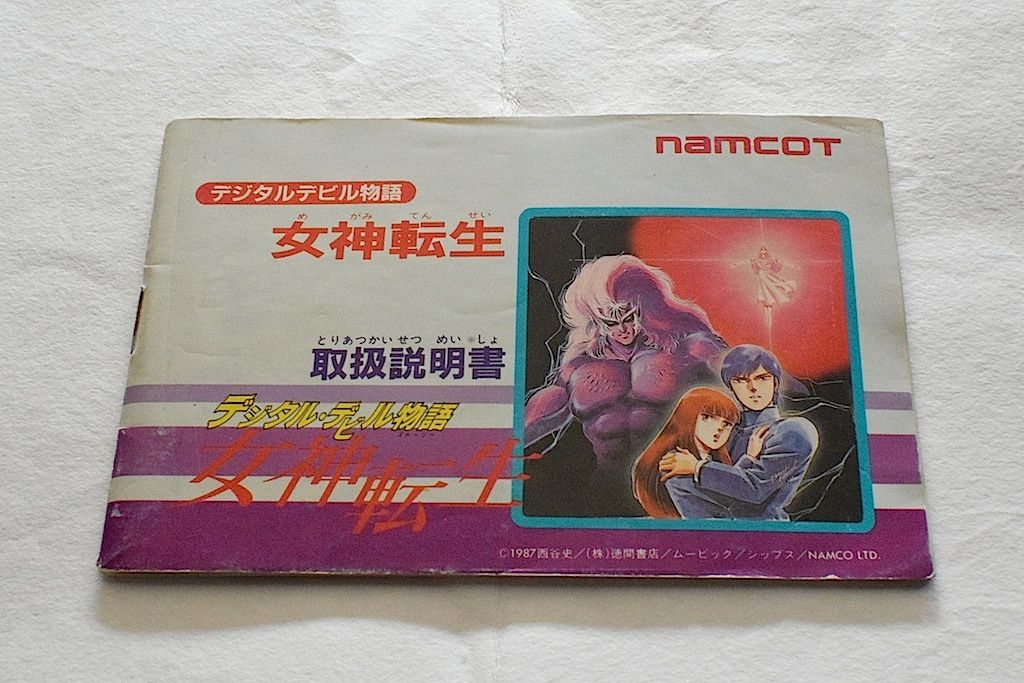 namcoT
デジタルデビル物語
めがみてんせい
女神転生
とりあつかいせつめいしょ
取扱説明書
デジタル・デビル物語
ストーリー
女神転生
©1987西谷史/(株)徳間書店/ムービック/シップス/NAMCO LTD.